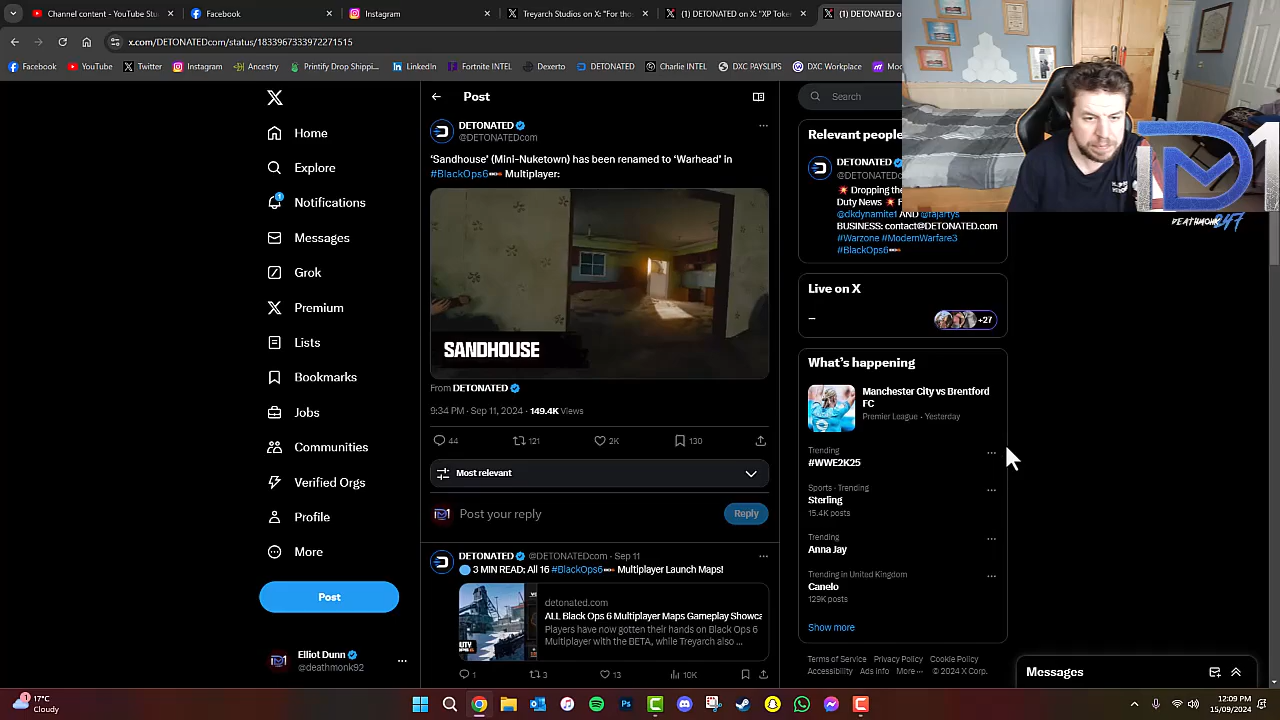 Channel content - YouTube Stu
Facebook
Instagram
Treyarch Studios on X: "For tho
(1) DETONATED on X: "XP Toke
(1) DETONATED o
x.com/DETONATEDcom/status/1833967333972271515
Facebook
YouTube
Twitter
Instagram
Ancestry
Printify Drop Shippi...
Fortnite INTEL
Dexerto
DETONATED
Charlie INTEL
DXC PAYSLIPS
DXC Workplace
Home
Explore
1
Notifications
Messages
Grok
Premium
Lists
Bookmarks
Jobs
Communities
Verified Orgs
Profile
More
Post
Elliot Dunn
@deathmonk92
Post
DETONATED
@DETONATEDcom
'Sandhouse' (Mini-Nuketown) has been renamed to 'Warhead' in
#BlackOps6 Multiplayer:
SANDHOUSE
From DETONATED
9:34 PM · Sep 11, 2024 · 149.4K Views
44
121
2K
130
Most relevant
Post your reply
Reply
DETONATED @DETONATEDcom · Sep 11
3 MIN READ: All 16 #BlackOps6 Multiplayer Launch Maps!
detonated.com
ALL Black Ops 6 Multiplayer Maps Gameplay Showca
Players have now gotten their hands on Black Ops 6
Multiplayer with the BETA, while Treyarch also ...
1
3
13
10K
Search
Relevant people
DETONATED
@DETONATEDc
Dropping the
Duty News
@dkdynamite1 AND @fajartys
BUSINESS: contact@DETONATED.com
#Warzone #ModernWarfare3
#BlackOps6
Live on X
+27
What's happening
Manchester City vs Brentford
FC
Premier League · Yesterday
Trending
#WWE2K25
Sports · Trending
Sterling
15.4K posts
Trending
Anna Jay
Trending in United Kingdom
Canelo
129K posts
Show more
Terms of Service Privacy Policy Cookie Policy
Accessibility Ads info More ··· © 2024 X Corp.
DM1
DEATHMONK 247
Messages
17°C
Cloudy
12:09 PM
15/09/2024